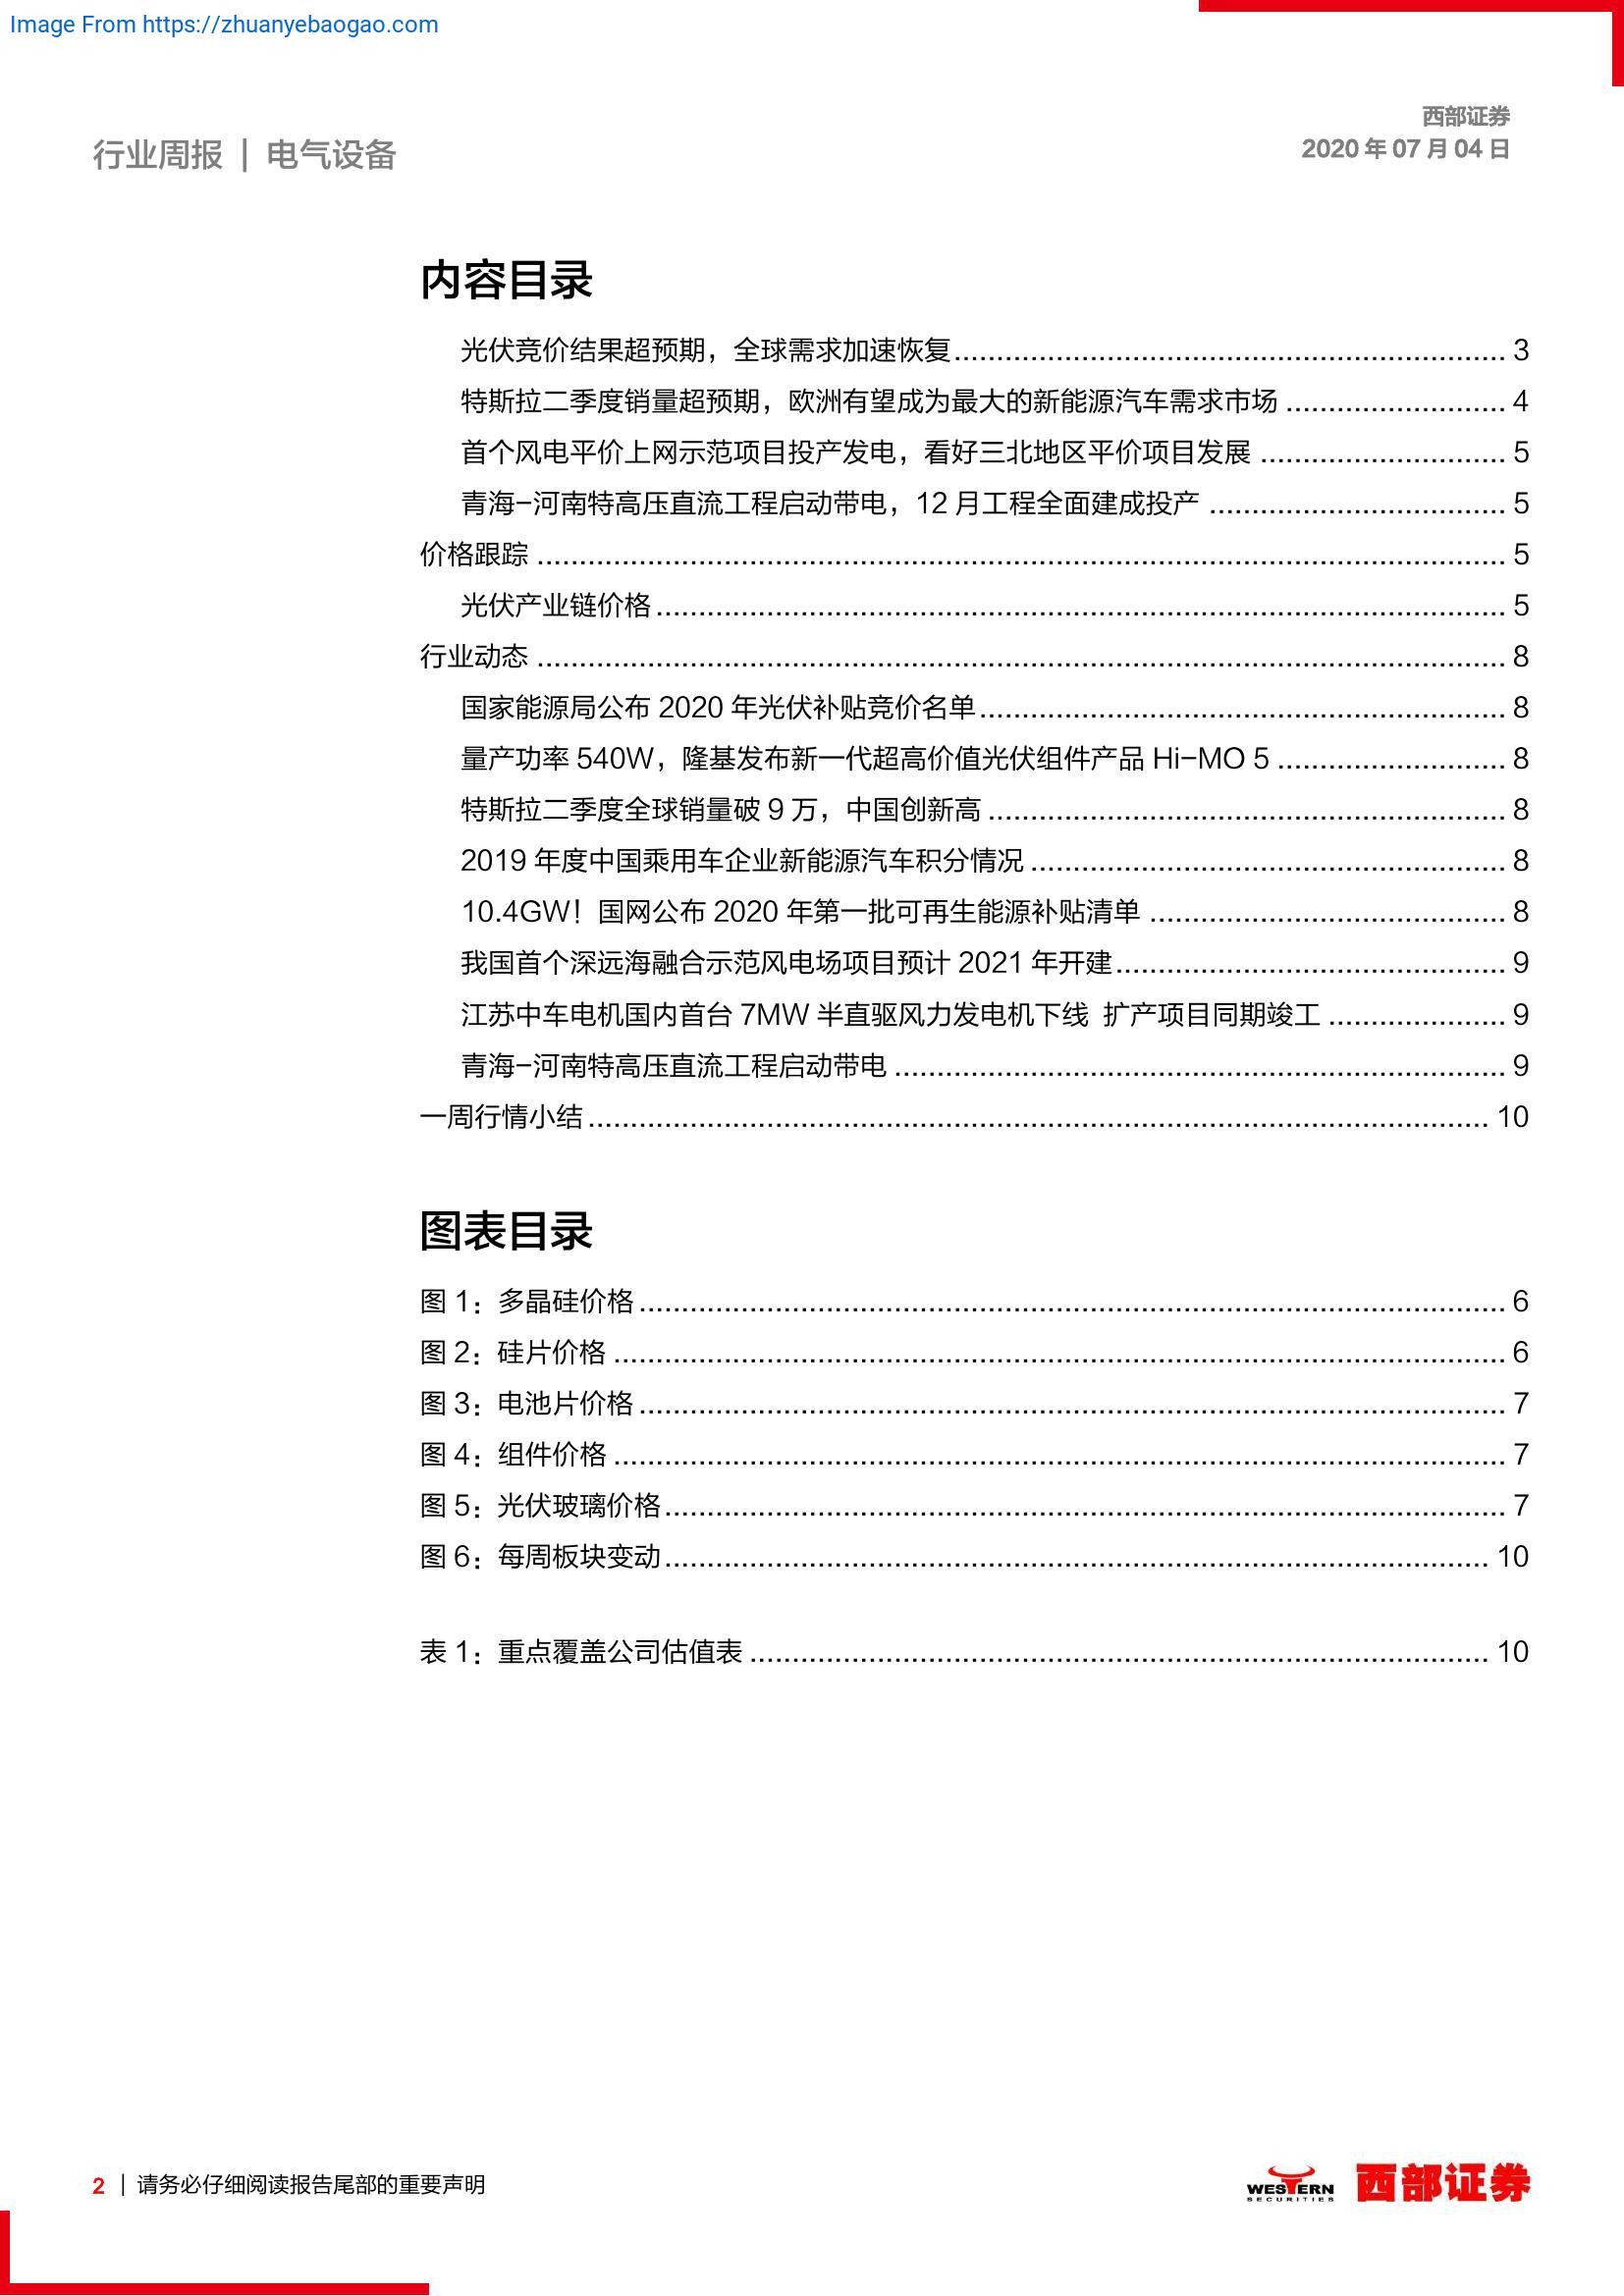 Image From https://zhuanyebaogao.com
西部证券
行业周报 | 电气设备
2020 年 07 月 04 日
内容目录
光伏竞价结果超预期，全球需求加速恢复 3
特斯拉二季度销量超预期，欧洲有望成为最大的新能源汽车需求市场 4
首个风电平价上网示范项目投产发电，看好三北地区平价项目发展 5
青海-河南特高压直流工程启动带电，12 月工程全面建成投产 5
价格跟踪 5
光伏产业链价格 5
行业动态 8
国家能源局公布 2020 年光伏补贴竞价名单 8
量产功率 540W，隆基发布新一代超高价值光伏组件产品 Hi-MO 5 8
特斯拉二季度全球销量破 9 万，中国创新高 8
2019 年度中国乘用车企业新能源汽车积分情况 8
10.4GW！国网公布 2020 年第一批可再生能源补贴清单 8
我国首个深远海融合示范风电场项目预计 2021 年开建 9
江苏中车电机国内首台 7MW 半直驱风力发电机下线 扩产项目同期竣工 9
青海-河南特高压直流工程启动带电 9
一周行情小结 10
图表目录
图 1：多晶硅价格 6
图 2：硅片价格 6
图 3：电池片价格 7
图 4：组件价格 7
图 5：光伏玻璃价格 7
图 6：每周板块变动 10
表 1：重点覆盖公司估值表 10
2 | 请务必仔细阅读报告尾部的重要声明
WESTERN
SECURITIES
西部证券